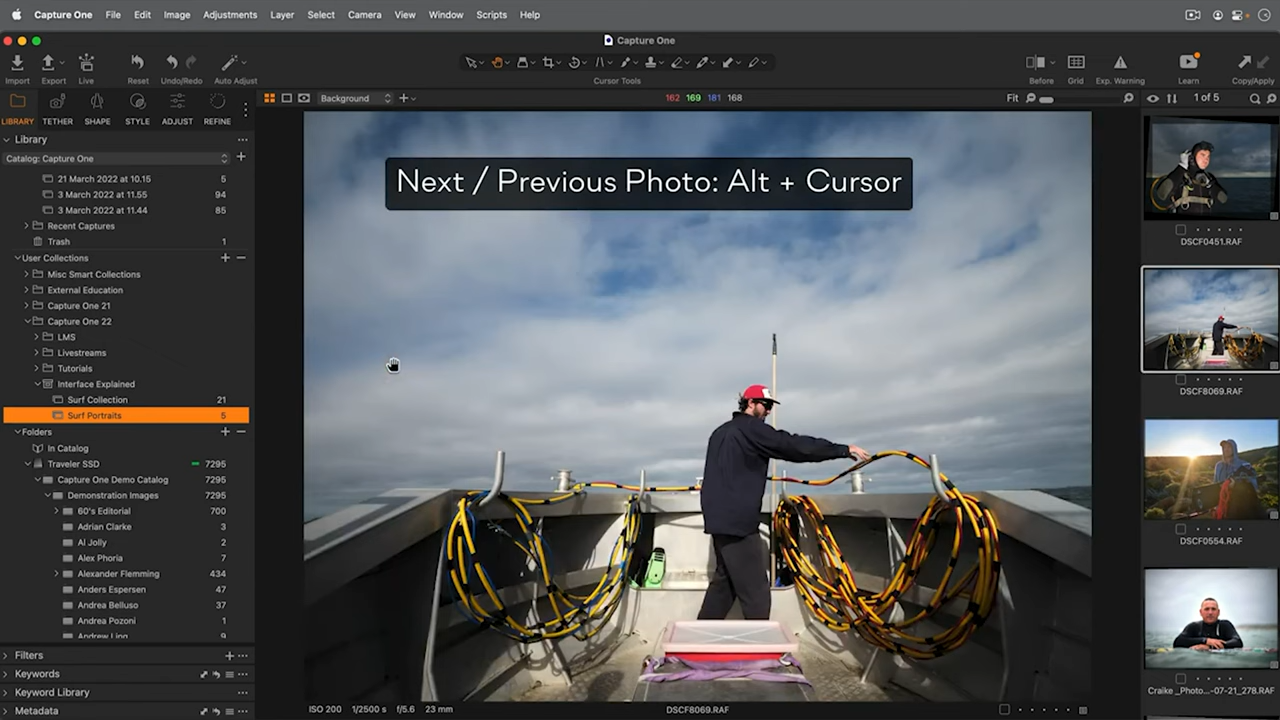 Capture One File Edit Image Adjustments Layer Select Camera View Window Scripts Help
Capture One
Import Export Live Reset Undo/Redo Auto Adjust Cursor Tools Before Grid Exp. Warning Learn Copy/Apply
LIBRARY TETHER SHAPE STYLE ADJUST REFINE
Background
162 169 181 168
Fit
1 of 5
Library
Catalog: Capture One
21 March 2022 at 10.15 5
3 March 2022 at 11.55 94
3 March 2022 at 11.44 85
Recent Captures
Trash 1
User Collections
Misc Smart Collections
External Education
Capture One 21
Capture One 22
LMS
Livestreams
Tutorials
Interface Explained
Surf Collection 21
Surf Portraits 5
Folders
In Catalog
Traveler SSD 7295
Capture One Demo Catalog 7295
Demonstration Images 7295
60's Editorial 700
Adrian Clarke 3
Al Jolly 2
Alex Phoria 7
Alexander Flemming 434
Anders Espersen 47
Andrea Belluso 37
Andrea Pozoni 1
Filters
Keywords
Keyword Library
Metadata
Next / Previous Photo: Alt + Cursor
ISO 200 1/2500 s f/5.6 23 mm
DSCF8069.RAF
DSCF0451.RAF
DSCF8069.RAF
DSCF0554.RAF
Craike _Photo...-07-21_278.RAF